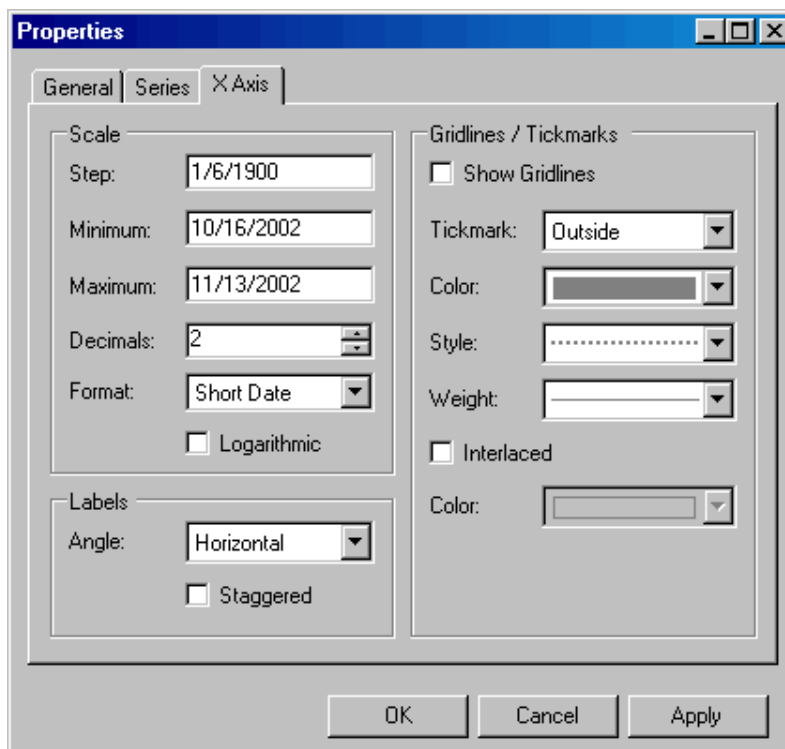 Properties
General
Series
X Axis
Scale
Step:
1/6/1900
Minimum:
10/16/2002
Maximum:
11/13/2002
Decimals:
2
Format:
Short Date
Logarithmic
Labels
Angle:
Horizontal
Staggered
Gridlines / Tickmarks
Show Gridlines
Tickmark:
Outside
Color:
Style:
Weight:
Interlaced
Color:
OK
Cancel
Apply